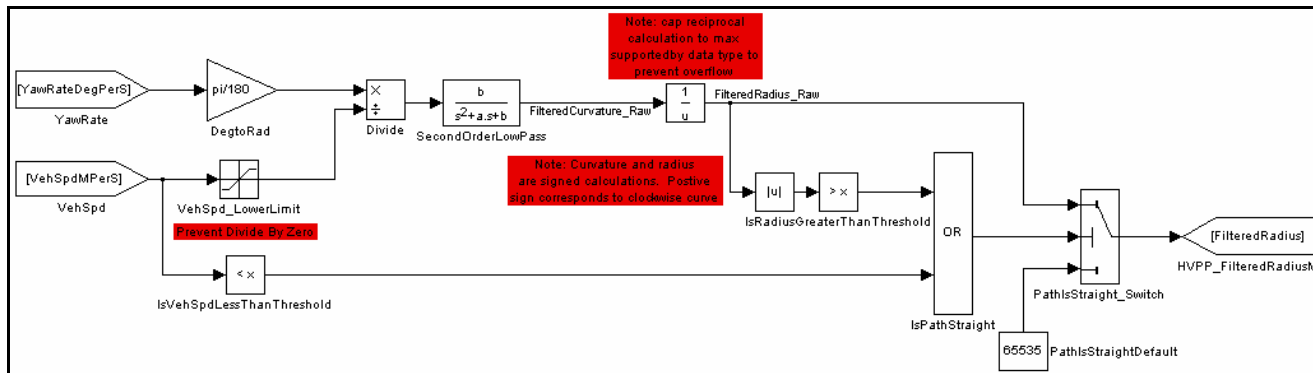 Note: cap reciprocal
calculation to max
supportedby data type
to prevent overflow
[YawRateDegPerS]
YawRate
pi/180
DegtoRad
×
÷
Divide
b
s2+a.s+b
SecondOrderLowPass
FilteredCurvature_Raw
1
u
FilteredRadius_Raw
[VehSpdMPerS]
VehSpd
VehSpd_LowerLimit
Prevent Divide By Zero
Note: Curvature and radius
are signed calculations. Postive
sign corresponds to clockwise curve
|u|
> x
IsRadiusGreaterThanThreshold
OR
IsPathStraight
< x
IsVehSpdLessThanThreshold
PathIsStraight_Switch
[FilteredRadius]
HVPP_FilteredRadiusM
65535
PathIsStraightDefault